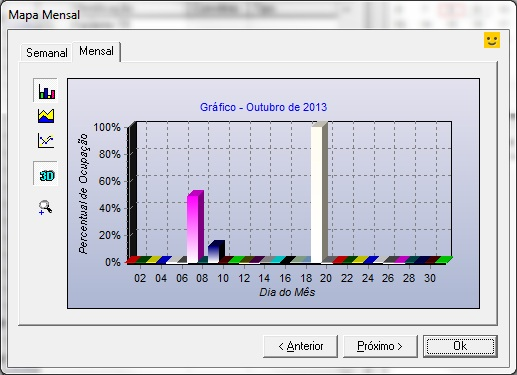 Mapa Mensal
Semanal
Mensal
3D
Gráfico - Outubro de 2013
Percentual de Ocupação
100%
80%
60%
40%
20%
0%
02 04 06 08 10 12 14 16 18 20 22 24 26 28 30
Dia do Mês
< Anterior
Próximo >
Ok